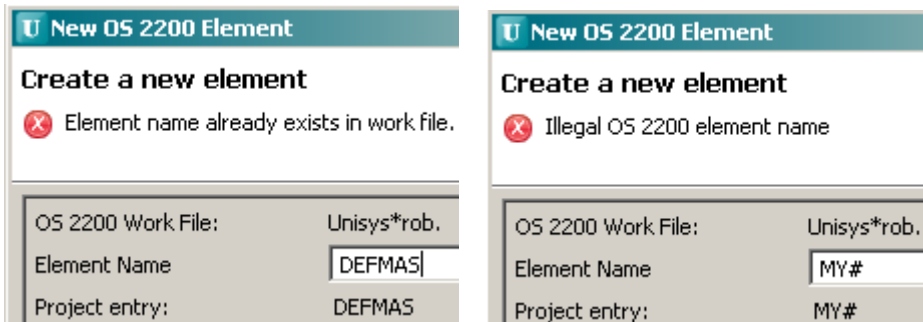 New OS 2200 Element
Create a new element
Element name already exists in work file.
OS 2200 Work File: Unisys*rob.
Element Name DEFMAS
Project entry: DEFMAS
New OS 2200 Element
Create a new element
Illegal OS 2200 element name
OS 2200 Work File: Unisys*rob.
Element Name MY#
Project entry: MY#